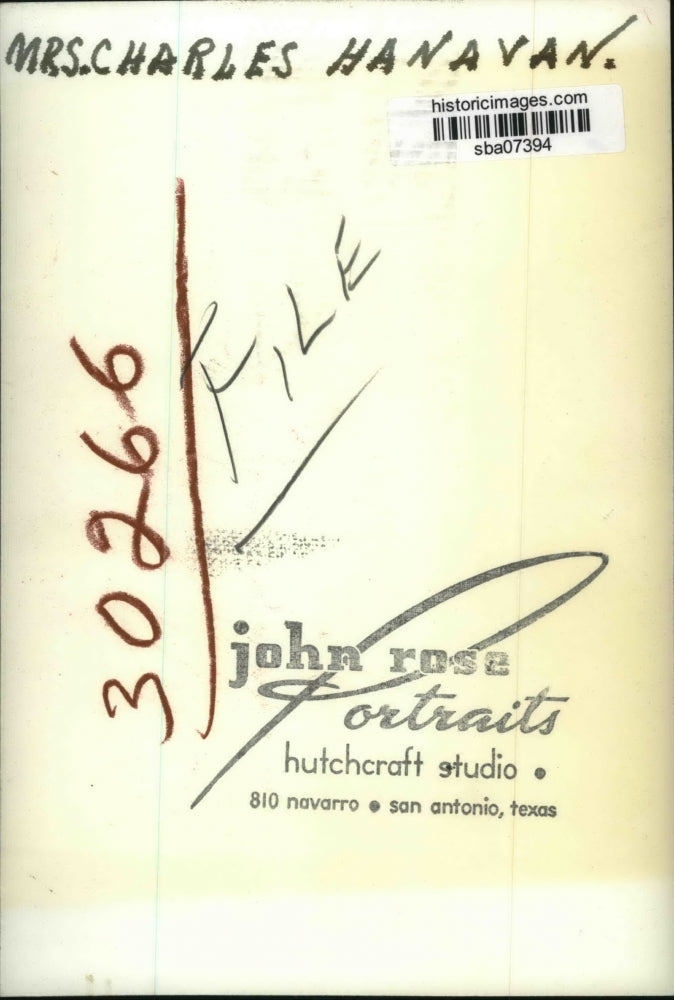 MRS. CHARLES HANAVAN.
historicimages.com
sba07394
FILE
30266
john rose
Portraits
hutchcraft studio •
810 navarro • san antonio, texas